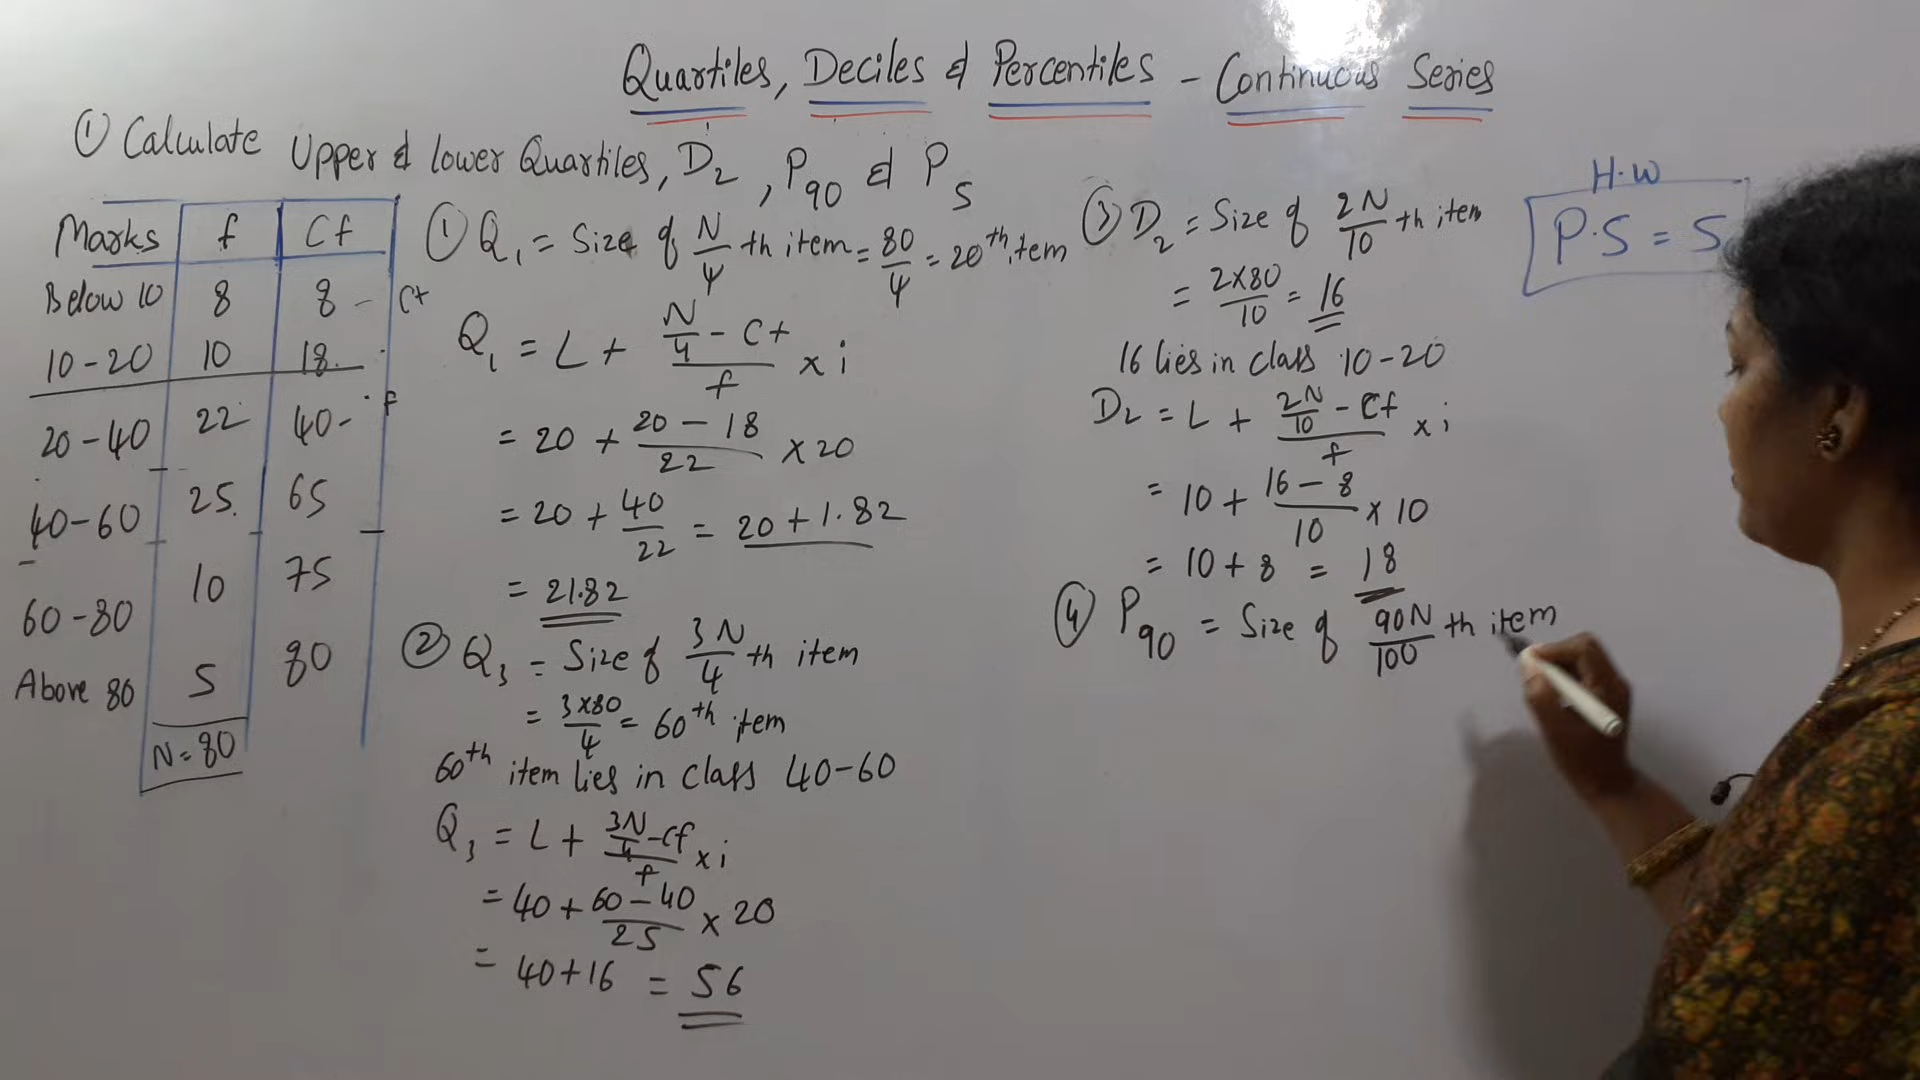 Quartiles, Deciles & Percentiles - Continuous Series
① Calculate Upper & lower Quartiles, D₂, P₉₀ & P₅
Marks f Cf
Below 10 8 8 - Cf
10-20 10 18
20-40 22 40 - f
40-60 25 65
60-80 10 75
Above 80 5 80
N=80
① Q₁ = Size of N/4 th item = 80/4 = 20th item
Q₁ = L + (N/4 - Cf)/f × i
= 20 + (20 - 18)/22 × 20
= 20 + 40/22 = 20 + 1.82
= 21.82
② Q₃ = Size of 3N/4 th item
= 3×80/4 = 60th item
60th item lies in class 40-60
Q₃ = L + (3N/4 - Cf)/f × i
= 40 + (60 - 40)/25 × 20
= 40+16 = 56
③ D₂ = Size of 2N/10 th item
= 2×80/10 = 16
16 lies in class 10-20
D₂ = L + (2N/10 - Cf)/f × i
= 10 + (16 - 8)/10 × 10
= 10 + 8 = 18
④ P₉₀ = Size of 90N/100 th item
H.W
P.5 = 5